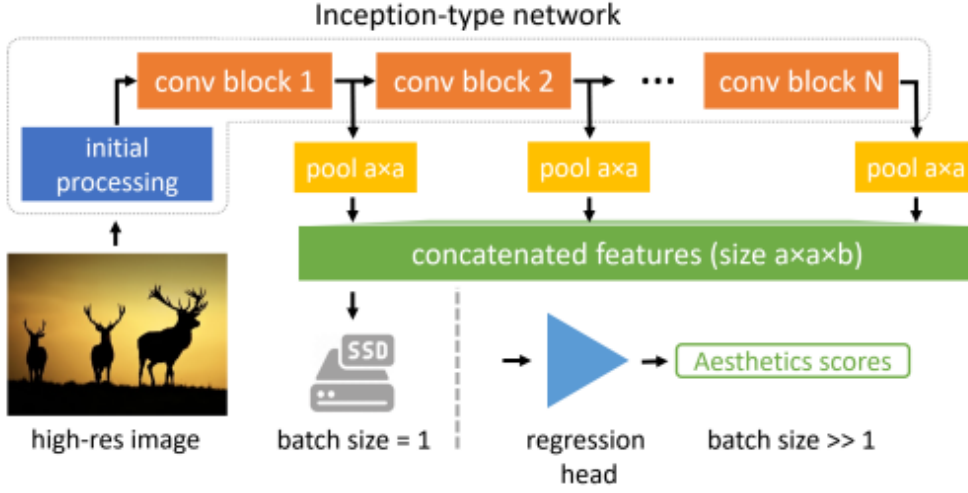 Inception-type network
conv block 1
conv block 2
...
conv block N
initial
processing
pool a×a
pool a×a
pool a×a
concatenated features (size a×a×b)
SSD
Aesthetics scores
high-res image
batch size = 1
regression
head
batch size >> 1